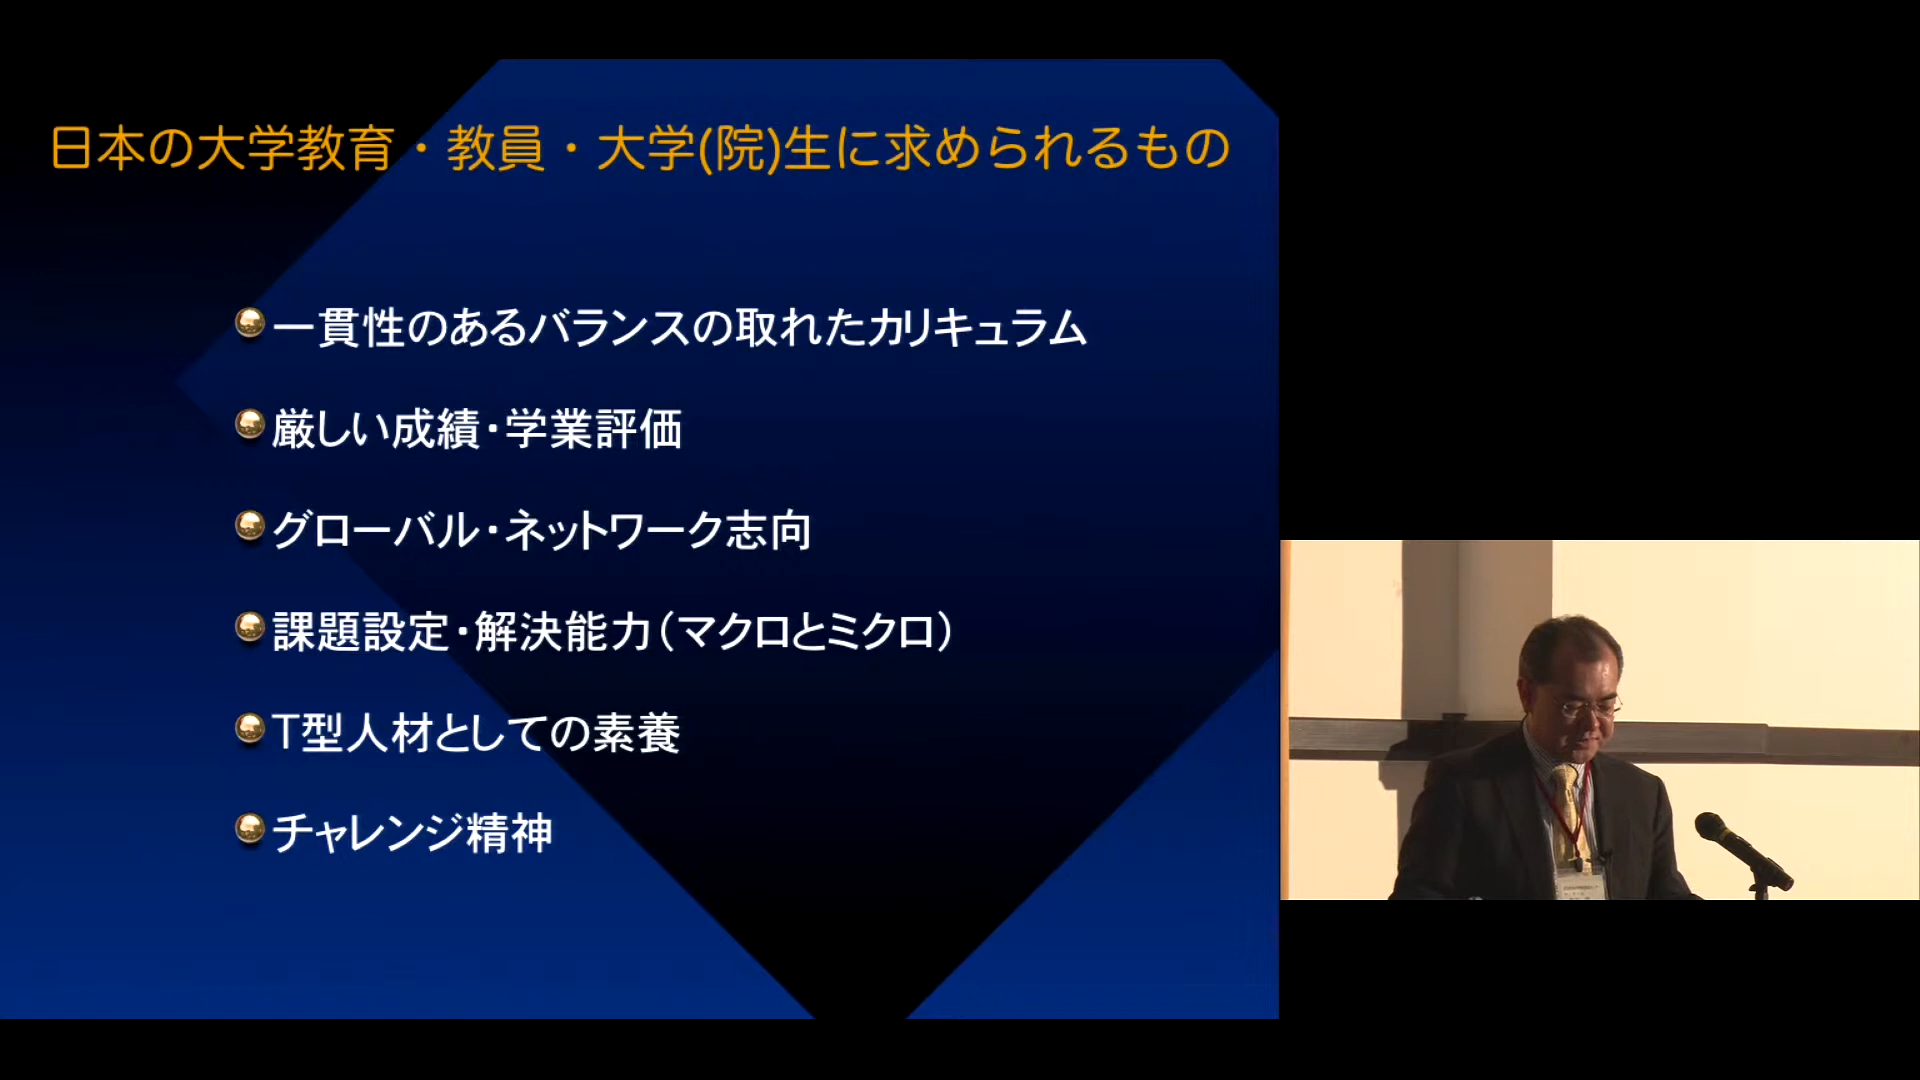 日本の大学教育・教員・大学(院)生に求められるもの
一貫性のあるバランスの取れたカリキュラム
厳しい成績・学業評価
グローバル・ネットワーク志向
課題設定・解決能力(マクロとミクロ)
T型人材としての素養
チャレンジ精神